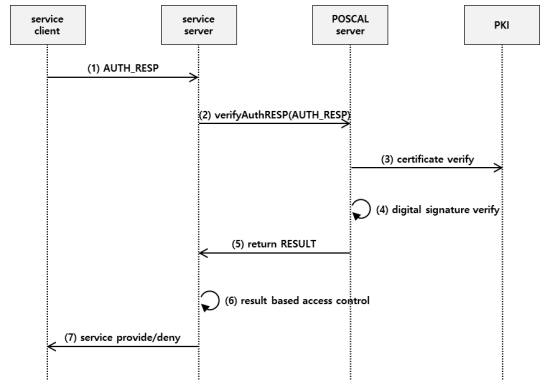 service
client
service
server
POSCAL
server
PKI
(1) AUTH_RESP
(2) verifyAuthRESP(AUTH_RESP)
(3) certificate verify
(4) digital signature verify
(5) return RESULT
(6) result based access control
(7) service provide/deny